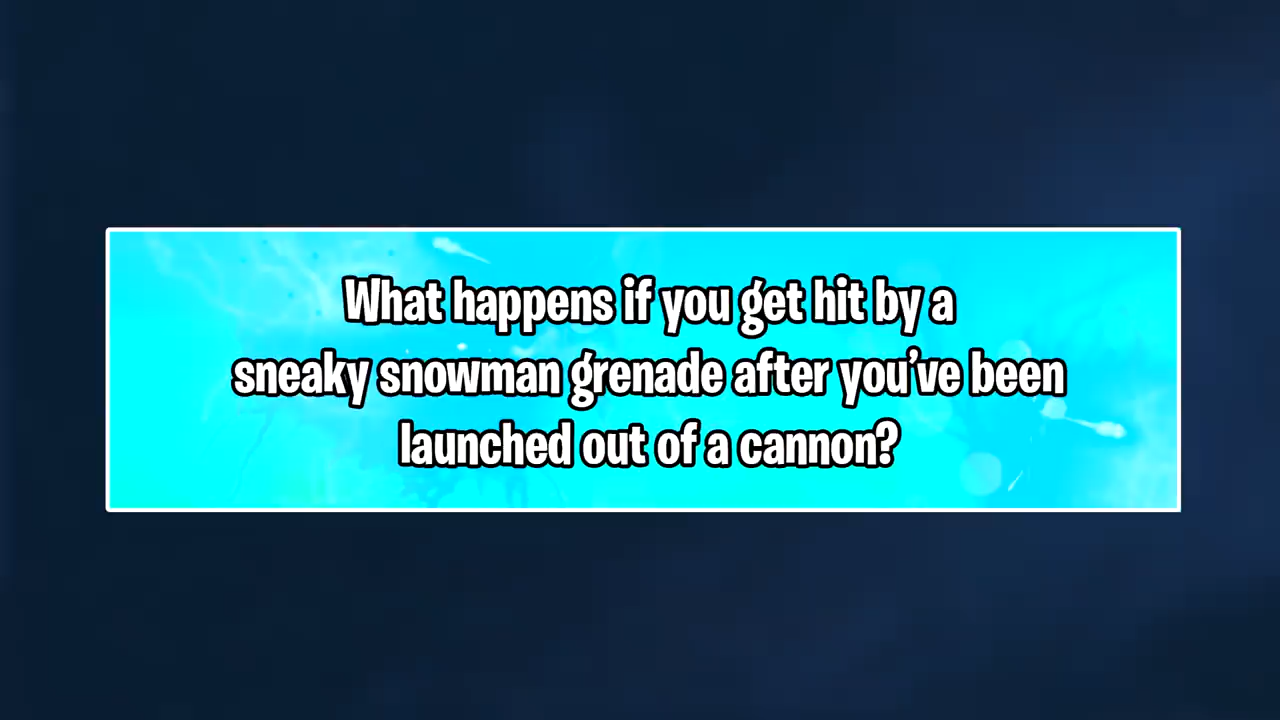 What happens if you get hit by a
sneaky snowman grenade after you've been
launched out of a cannon?